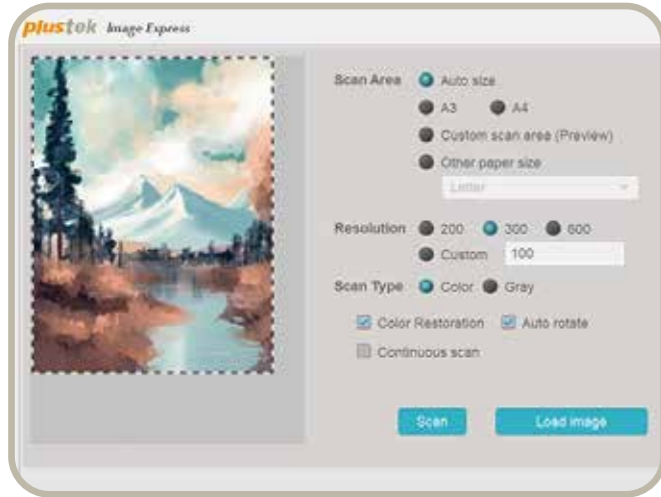 plustek Image Express
Scan Area Auto size
A3 A4
Custom scan area (Preview)
Other paper size
Letter
Resolution 200 300 600
Custom 100
Scan Type Color Gray
Color Restoration Auto rotate
Continuous scan
Scan Load image